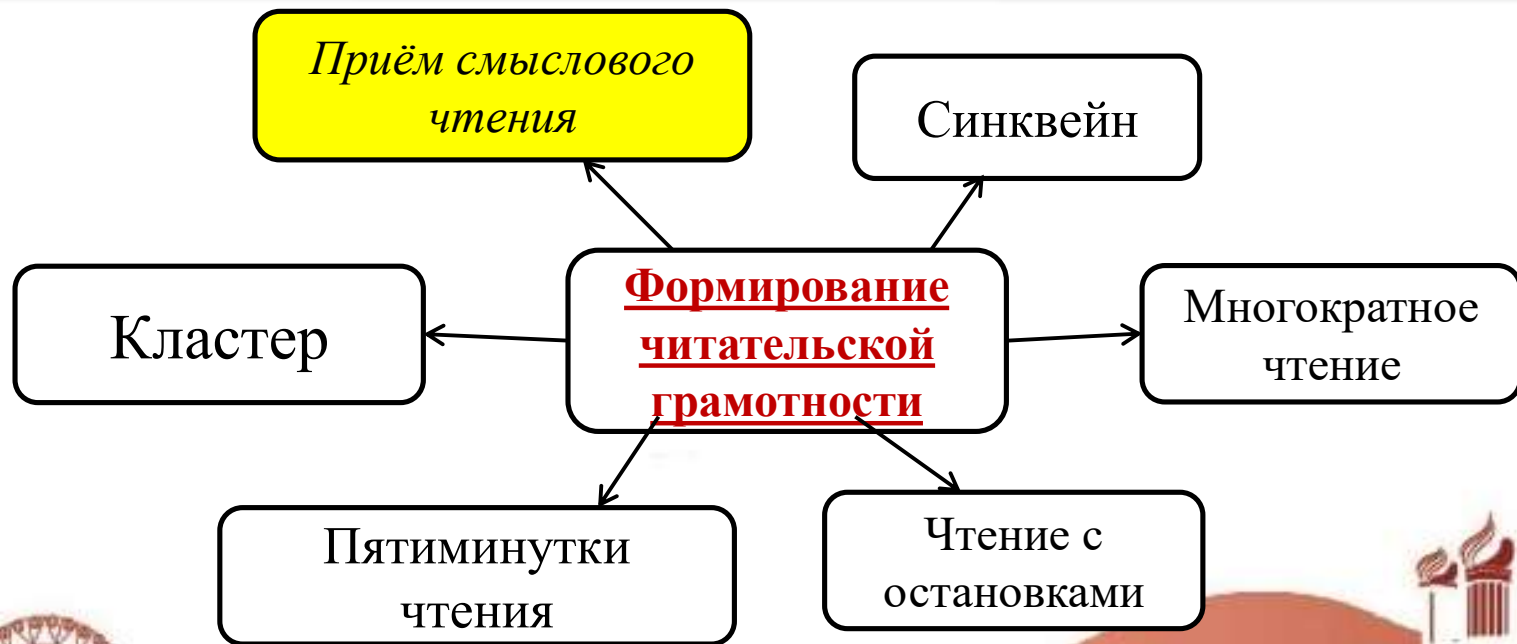 Приём смыслового
чтения
Синквейн
Кластер
Формирование
читательской
грамотности
Многократное
чтение
Пятиминутки
чтения
Чтение с
остановками